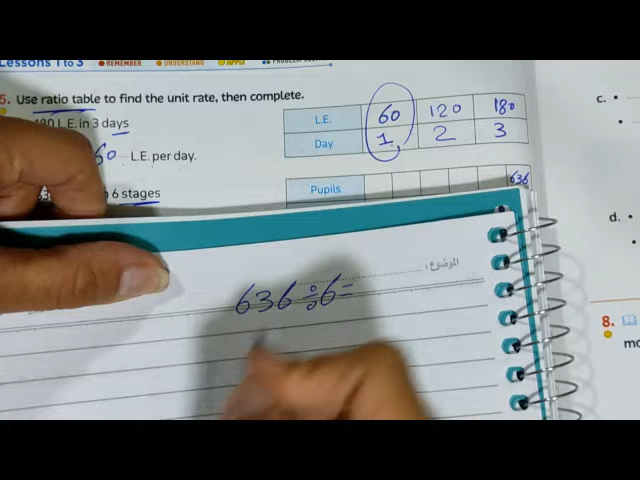 Lessons 1 to 3
REMEMBER UNDERSTAND APPLY
5. Use ratio table to find the unit rate, then complete.
180 L.E. in 3 days
60 L.E. per day.
L.E. 60 120 180
Day 1, 2 3
6 stages
Pupils 636
c. •
•
d. •
•
8.
mo
الموضوع:
636 ÷ 6 =